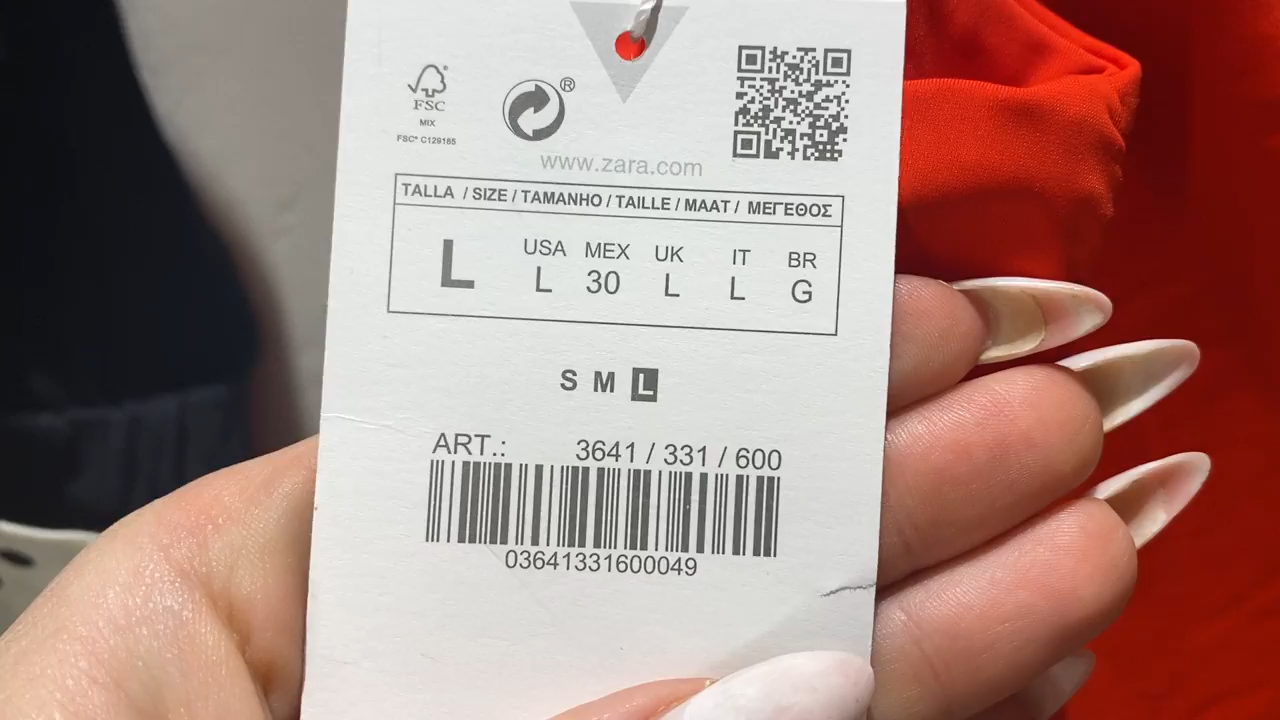 FSC
MIX
FSC® C129185
®
www.zara.com
TALLA / SIZE / TAMANHO / TAILLE / MAAT / ΜΕΓΕΘΟΣ
USA MEX UK IT BR
L L 30 L L G
S M L
ART.: 3641 / 331 / 600
03641331600049